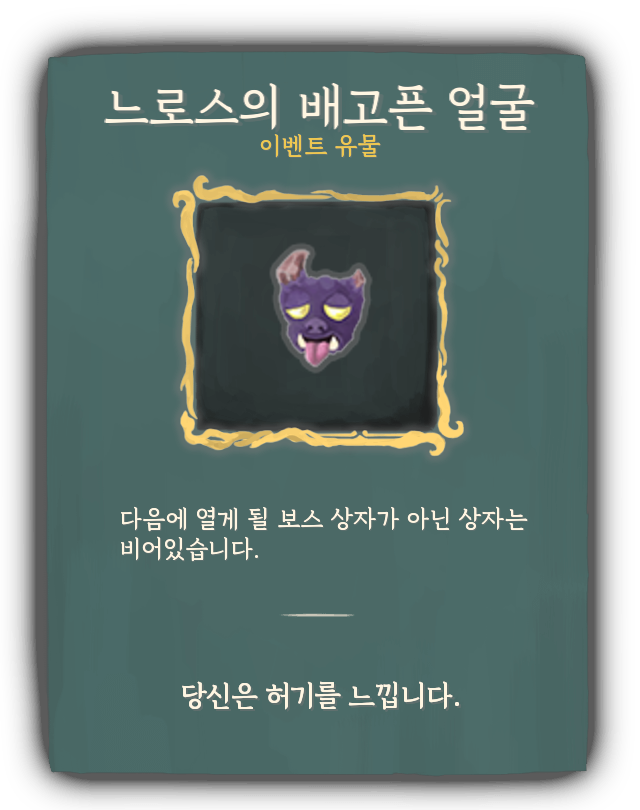 느로스의 배고픈 얼굴
이벤트 유물
다음에 열게 될 보스 상자가 아닌 상자는
비어있습니다.
당신은 허기를 느낍니다.